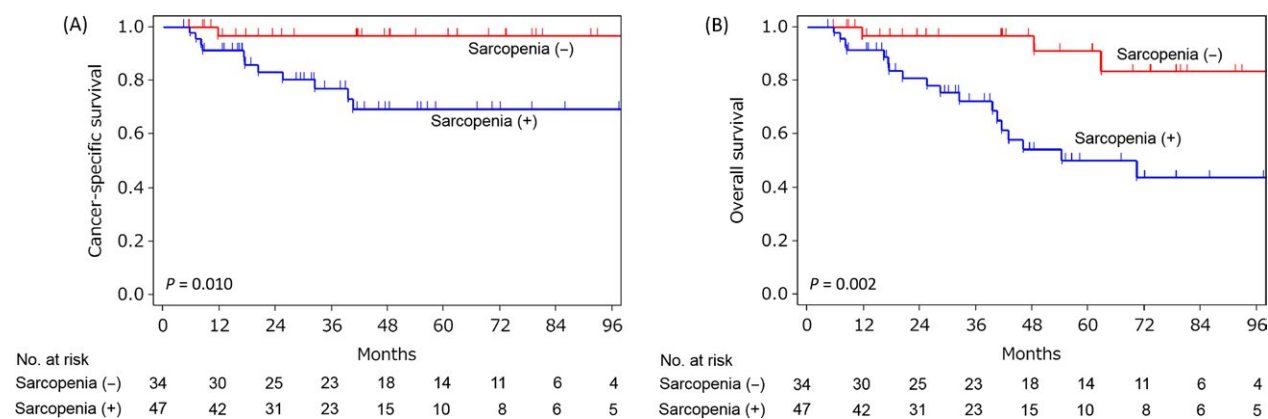 (A)
1.0
0.8
0.6
0.4
0.2
0.0
Cancer-specific survival
Sarcopenia (–)
Sarcopenia (+)
P = 0.010
0 12 24 36 48 60 72 84 96
Months
No. at risk
Sarcopenia (–) 34 30 25 23 18 14 11 6 4
Sarcopenia (+) 47 42 31 23 15 10 8 6 5
(B)
1.0
0.8
0.6
0.4
0.2
0.0
Overall survival
Sarcopenia (–)
Sarcopenia (+)
P = 0.002
0 12 24 36 48 60 72 84 96
Months
No. at risk
Sarcopenia (–) 34 30 25 23 18 14 11 6 4
Sarcopenia (+) 47 42 31 23 15 10 8 6 5